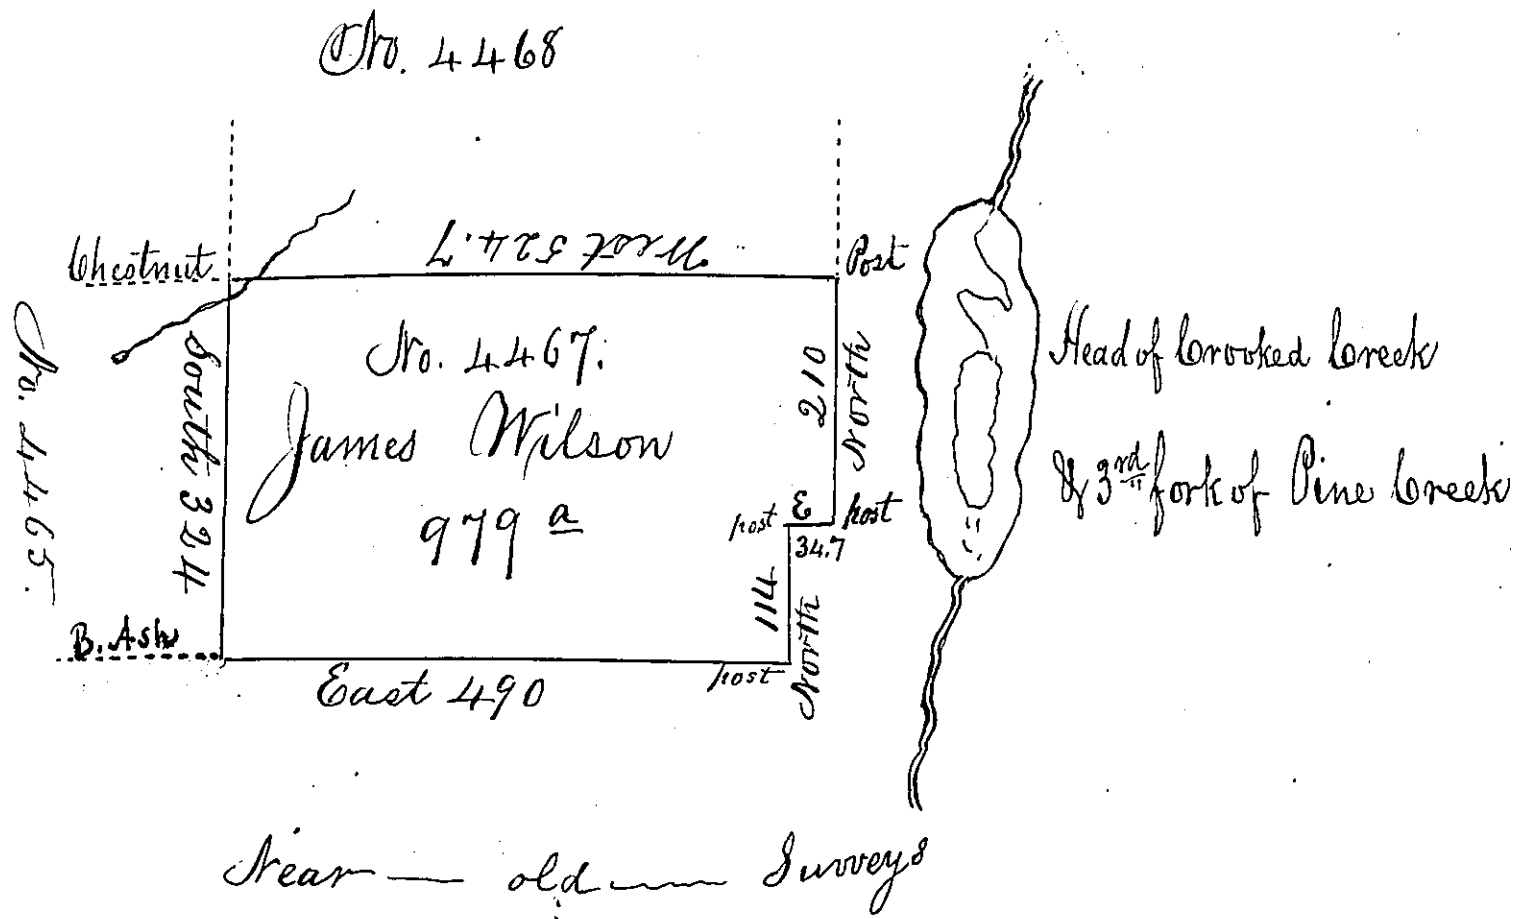 No. 4468
West 524.7
Chestnut
Post
No. 4465.
South 324
No. 4467.
James Wilson
979 a
210
North
post
E
post
34.7
114
North
B. Ash
post
East 490
Head of Crooked Creek
& 3rd fork of Pine Creek
Near — old — Surveys